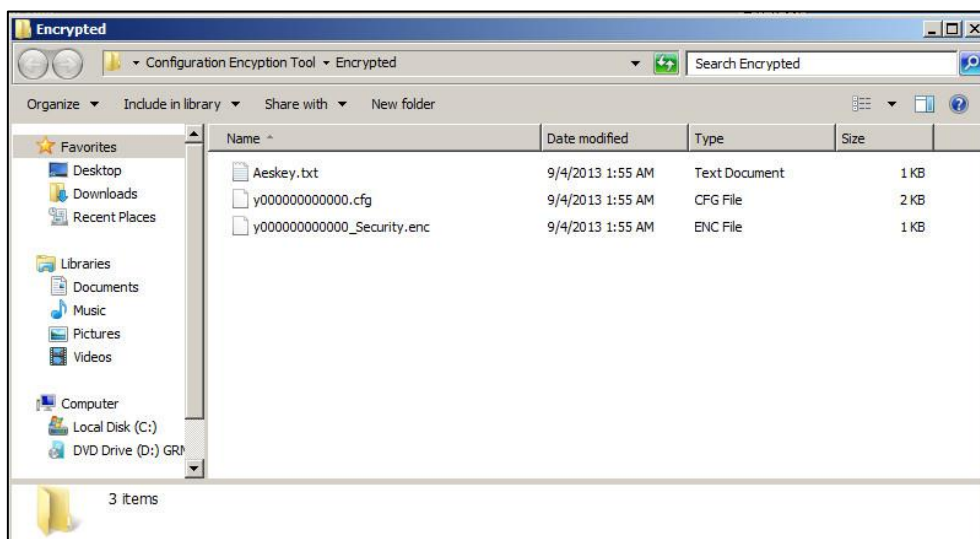 Encrypted
Configuration Encyption Tool Encrypted
Search Encrypted
Organize Include in library Share with New folder
Favorites
Desktop
Downloads
Recent Places
Libraries
Documents
Music
Pictures
Videos
Computer
Local Disk (C:)
DVD Drive (D:) GRM
Name Date modified Type Size
Aeskey.txt 9/4/2013 1:55 AM Text Document 1 KB
y000000000000.cfg 9/4/2013 1:55 AM CFG File 2 KB
y000000000000_Security.enc 9/4/2013 1:55 AM ENC File 1 KB
3 items